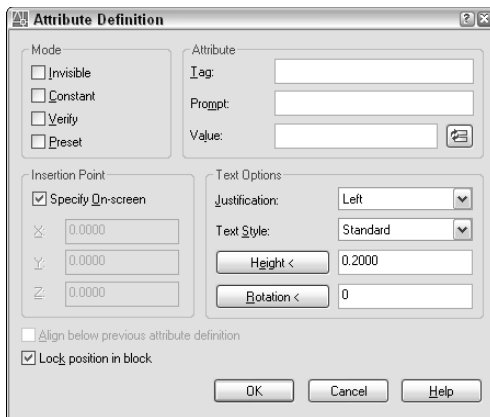 Attribute Definition
Mode
Invisible
Constant
Verify
Preset
Attribute
Tag:
Prompt:
Value:
Insertion Point
Specify On-screen
X: 0.0000
Y: 0.0000
Z: 0.0000
Text Options
Justification: Left
Text Style: Standard
Height < 0.2000
Rotation < 0
Align below previous attribute definition
Lock position in block
OK Cancel Help